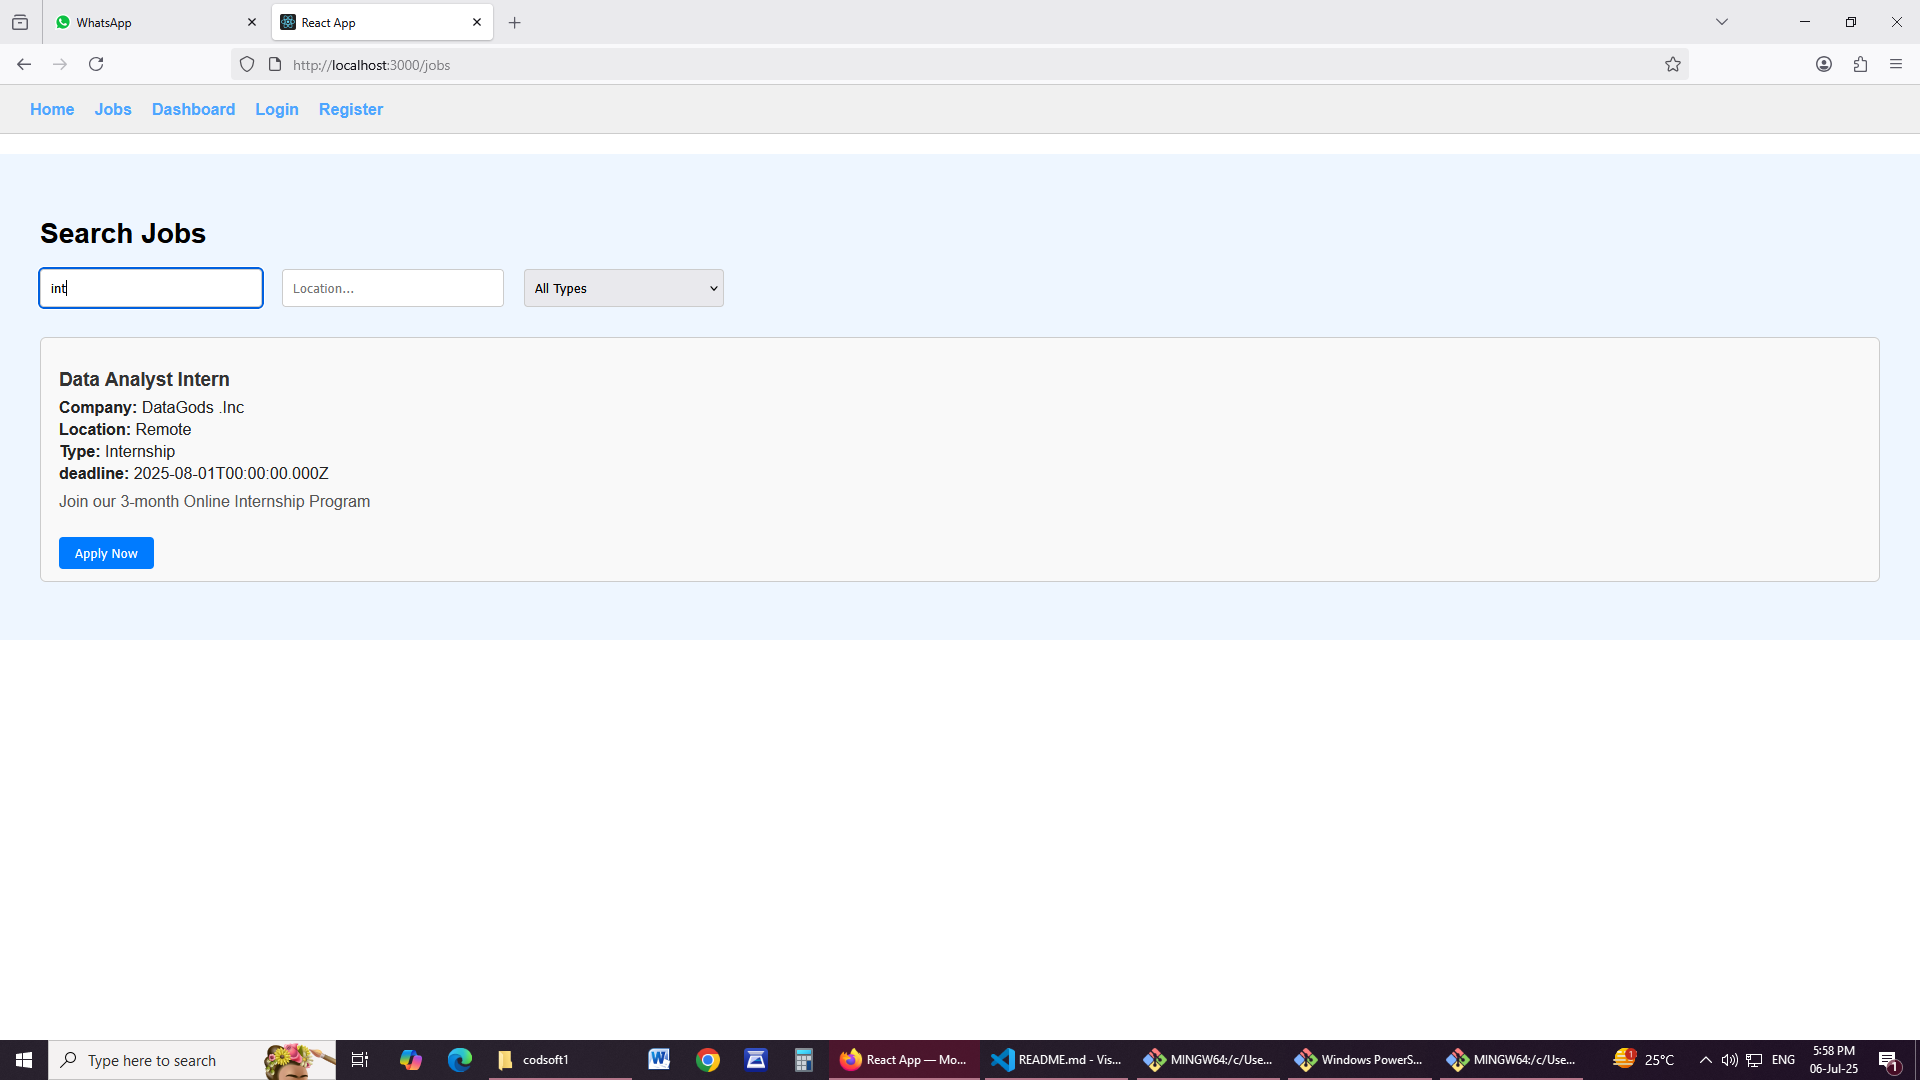 WhatsApp
React App
http://localhost:3000/jobs
Home Jobs Dashboard Login Register
Search Jobs
int
Location...
All Types
Data Analyst Intern
Company: DataGods .Inc
Location: Remote
Type: Internship
deadline: 2025-08-01T00:00:00.000Z
Join our 3-month Online Internship Program
Apply Now
Type here to search
codsoft1
React App — Mo...
README.md - Vis...
MINGW64:/c/Use...
Windows PowerS...
MINGW64:/c/Use...
1
25°C
ENG
5:58 PM
06-Jul-25
1